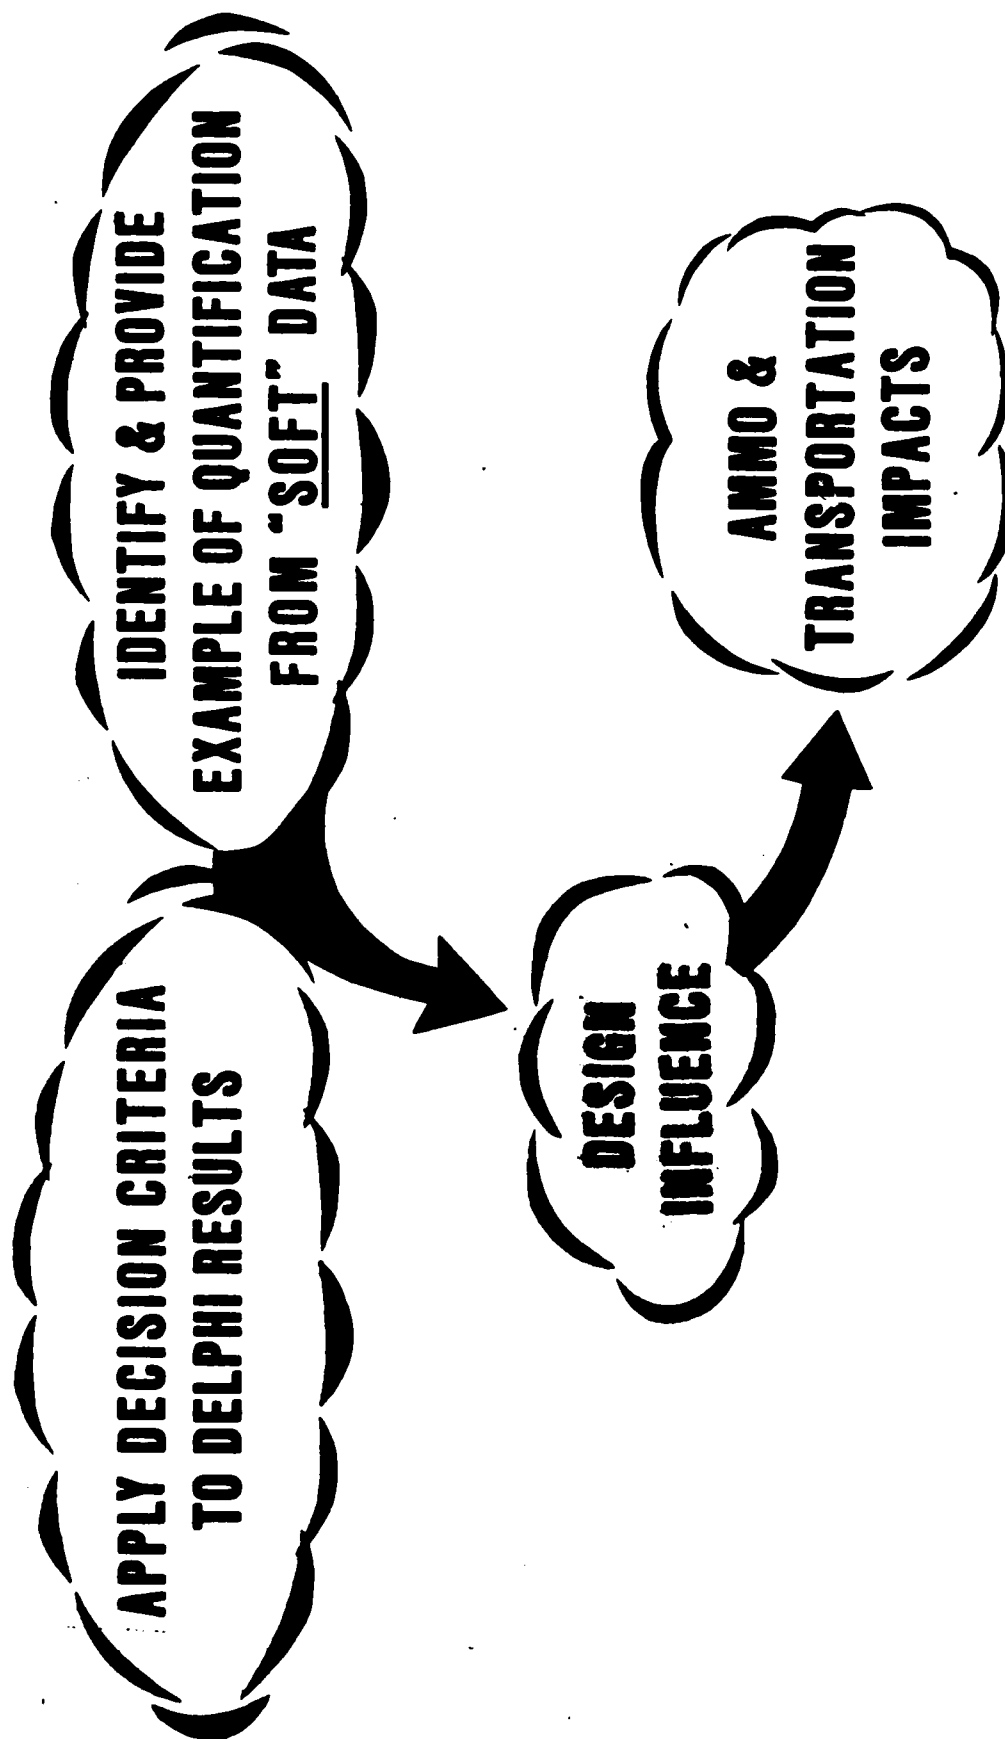 APPLY DECISION CRITERIA
TO DELPHI RESULTS
IDENTIFY & PROVIDE
EXAMPLE OF QUANTIFICATION
FROM "SOFT" DATA
DESIGN
INFLUENCE
AMMO &
TRANSPORTATION
IMPACTS